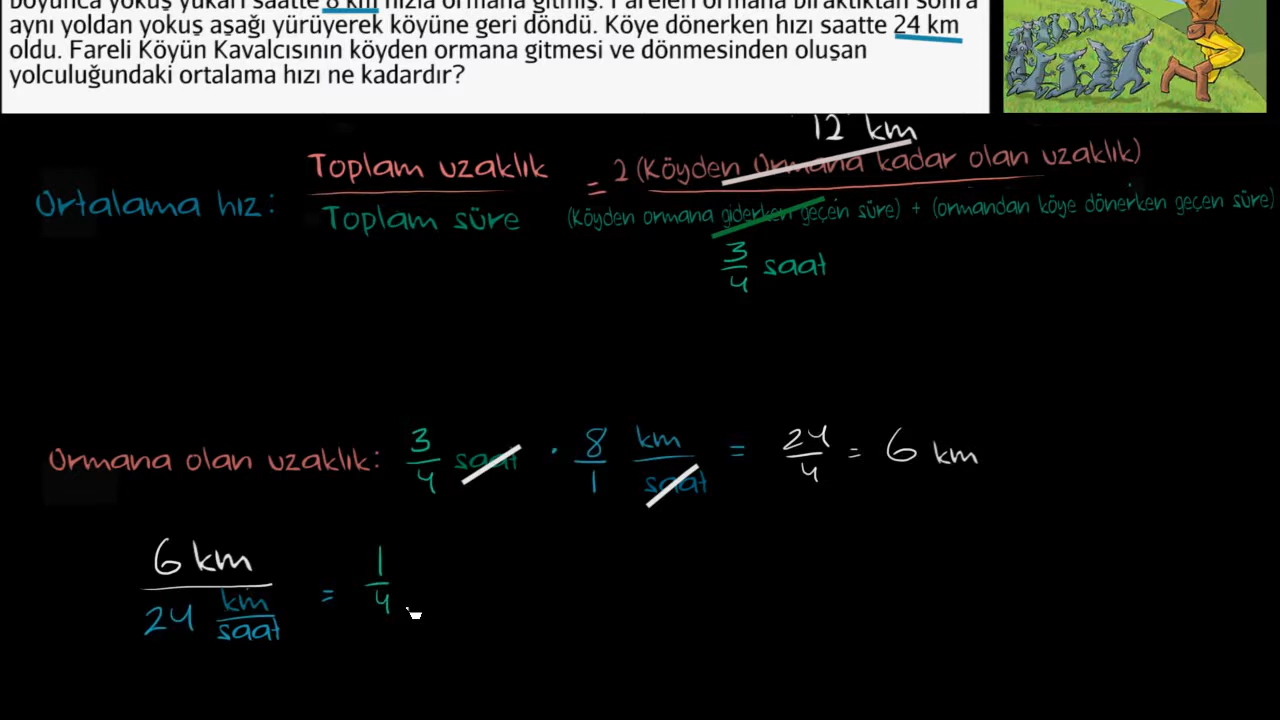 boyunca yokuş yukarı saatte 8 km hızla ormana gitmiş. Fareleri ormana bıraktıktan sonra
aynı yoldan yokuş aşağı yürüyerek köyüne geri döndü. Köye dönerken hızı saatte 24 km
oldu. Fareli Köyün Kavalcısının köyden ormana gitmesi ve dönmesinden oluşan
yolculuğundaki ortalama hızı ne kadardır?
12 km
Ortalama hız: Toplam uzaklık / Toplam süre = 2 (Köyden Ormana kadar olan uzaklık) / (Köyden ormana giderken geçen süre) + (ormandan köye dönerken geçen süre)
3/4 saat
Ormana olan uzaklık: 3/4 saat · 8/1 km/saat = 24/4 = 6 km
6 km / 24 km/saat = 1/4